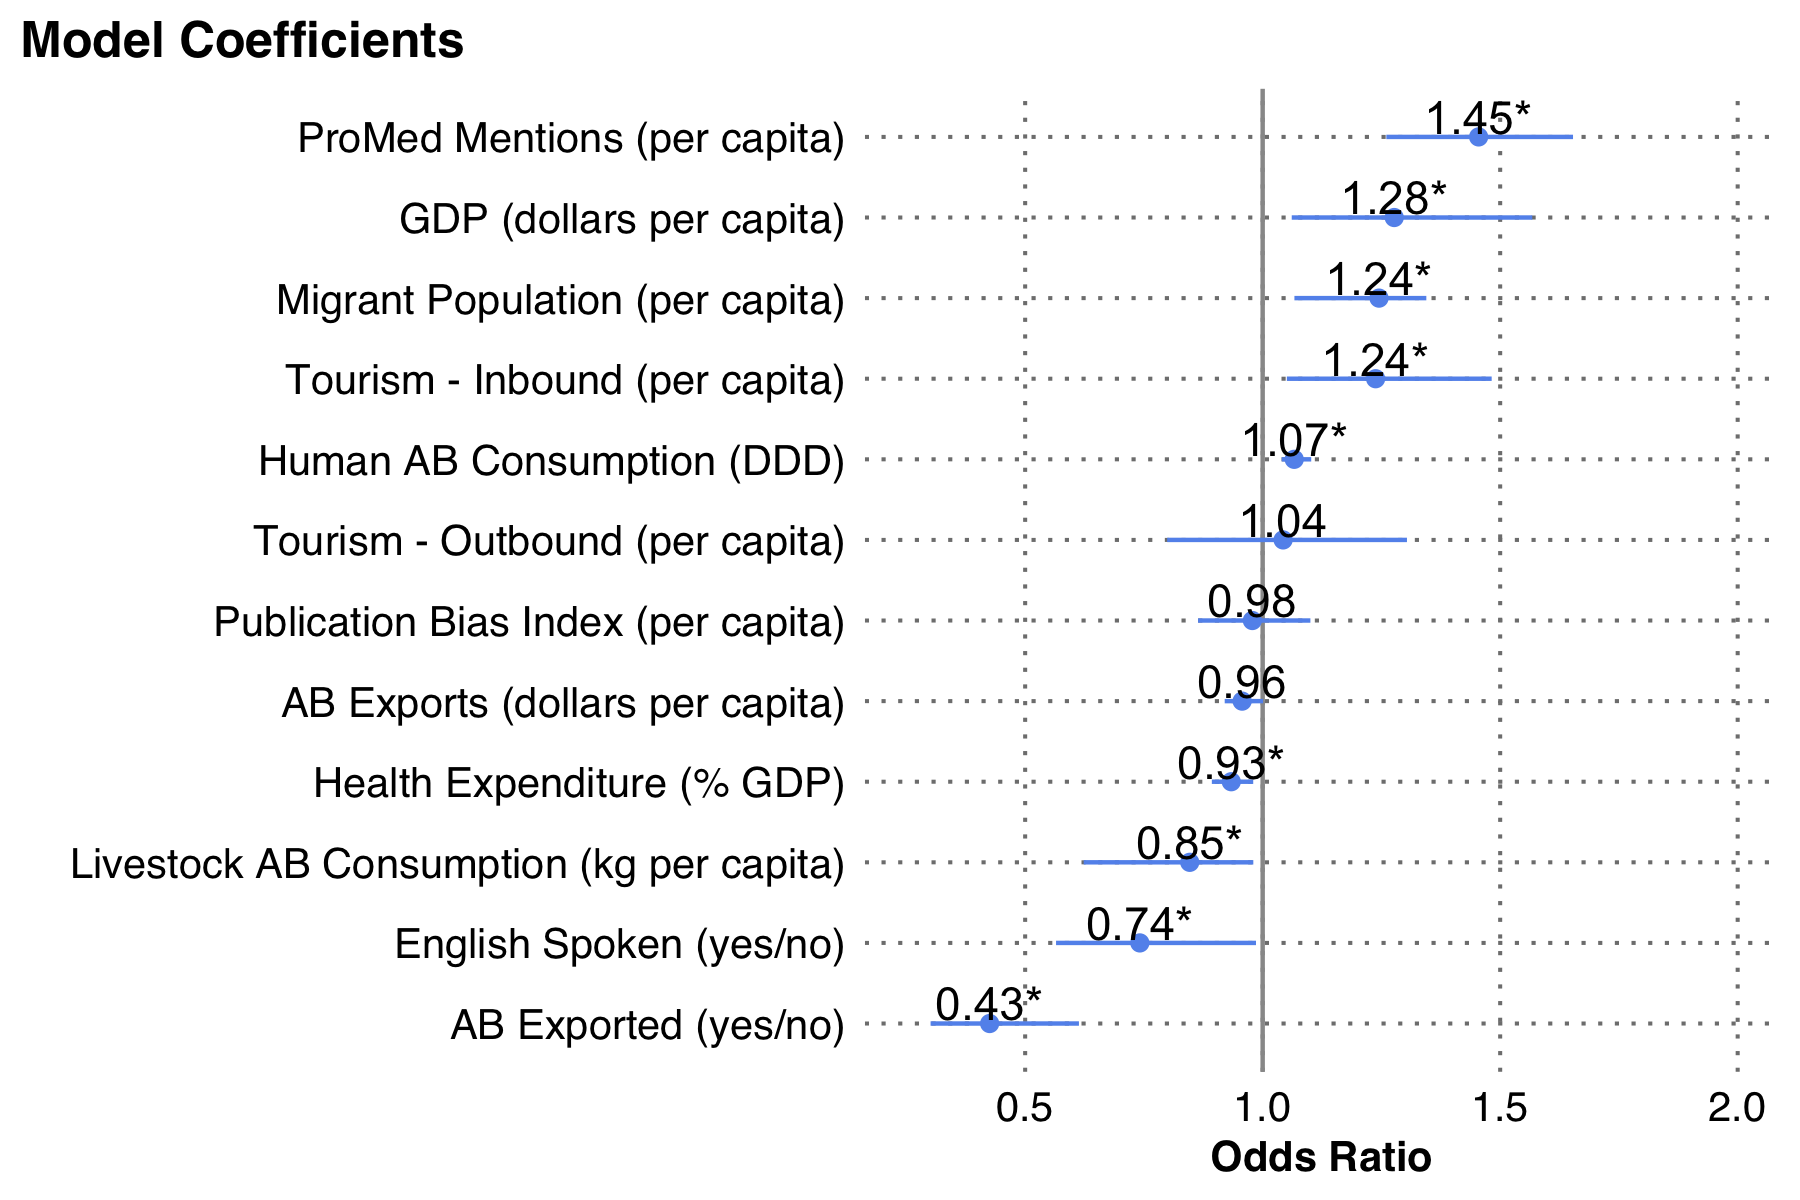 Model Coefficients
ProMed Mentions (per capita) 1.45*
GDP (dollars per capita) 1.28*
Migrant Population (per capita) 1.24*
Tourism - Inbound (per capita) 1.24*
Human AB Consumption (DDD) 1.07*
Tourism - Outbound (per capita) 1.04
Publication Bias Index (per capita) 0.98
AB Exports (dollars per capita) 0.96
Health Expenditure (% GDP) 0.93*
Livestock AB Consumption (kg per capita) 0.85*
English Spoken (yes/no) 0.74*
AB Exported (yes/no) 0.43*
0.5 1.0 1.5 2.0
Odds Ratio